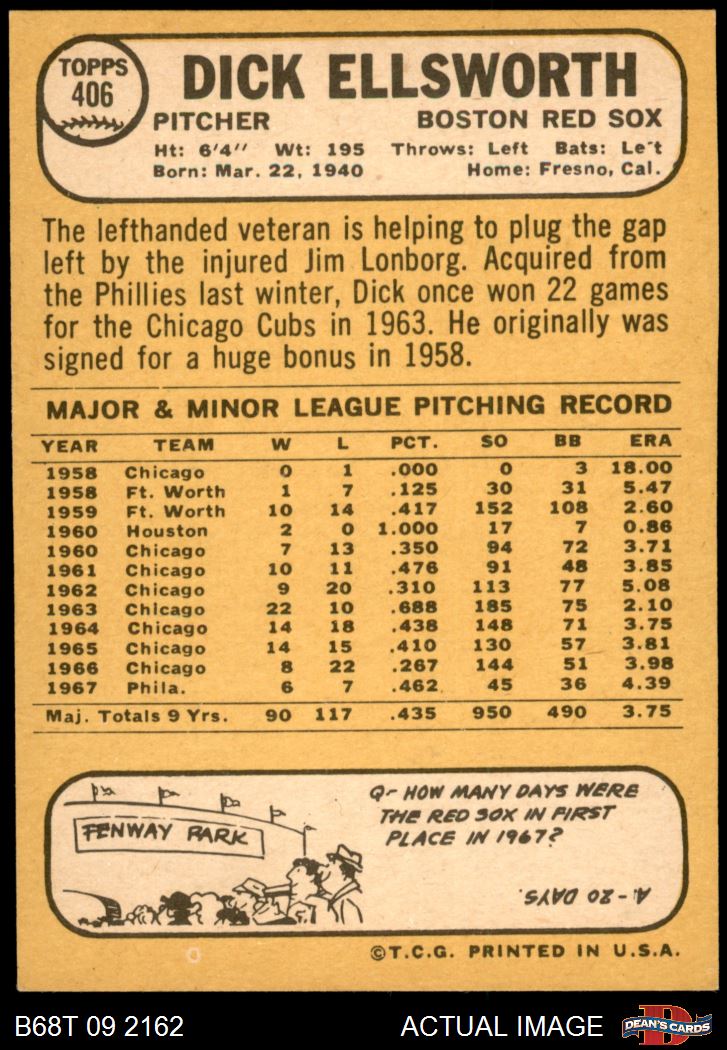 TOPPS
406
DICK ELLSWORTH
PITCHER BOSTON RED SOX
Ht: 6'4" Wt: 195 Throws: Left Bats: Left
Born: Mar. 22, 1940 Home: Fresno, Cal.
The lefthanded veteran is helping to plug the gap
left by the injured Jim Lonborg. Acquired from
the Phillies last winter, Dick once won 22 games
for the Chicago Cubs in 1963. He originally was
signed for a huge bonus in 1958.
MAJOR & MINOR LEAGUE PITCHING RECORD
YEAR TEAM W L PCT. SO BB ERA
1958 Chicago 0 1 .000 0 3 18.00
1958 Ft. Worth 1 7 .125 30 31 5.47
1959 Ft. Worth 10 14 .417 152 108 2.60
1960 Houston 2 0 1.000 17 7 0.86
1960 Chicago 7 13 .350 94 72 3.71
1961 Chicago 10 11 .476 91 48 3.85
1962 Chicago 9 20 .310 113 77 5.08
1963 Chicago 22 10 .688 185 75 2.10
1964 Chicago 14 18 .438 148 71 3.75
1965 Chicago 14 15 .410 130 57 3.81
1966 Chicago 8 22 .267 144 51 3.98
1967 Phila. 6 7 .462 45 36 4.39
Maj. Totals 9 Yrs. 90 117 .435 950 490 3.75
FENWAY PARK
Q- HOW MANY DAYS WERE
THE RED SOX IN FIRST
PLACE IN 1967?
A.-20 DAYS.
©T.C.G. PRINTED IN U.S.A.
B68T 09 2162 ACTUAL IMAGE
D
DEAN'S CARDS